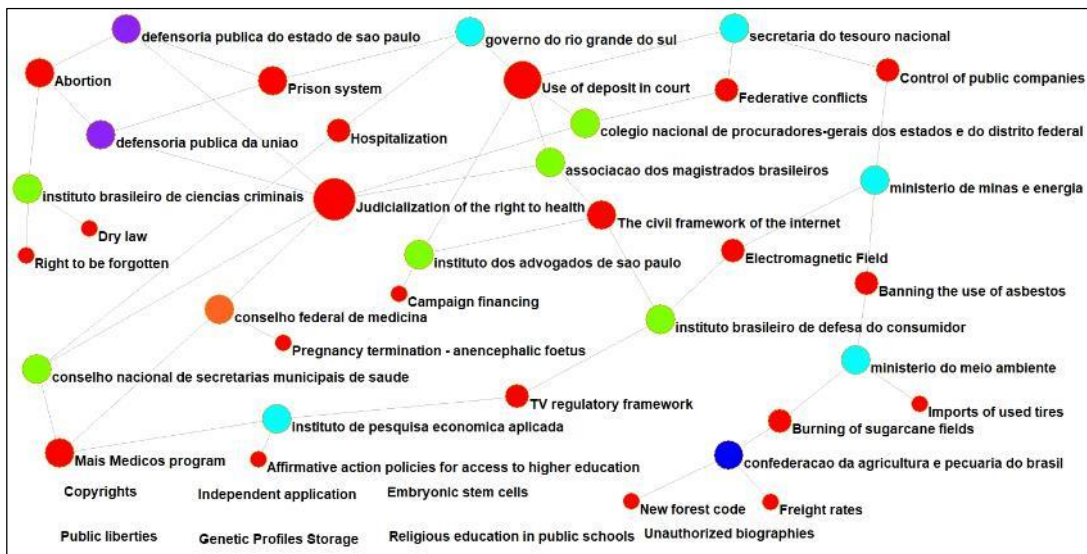 defensoria publica do estado de sao paulo
governo do rio grande do sul
secretaria do tesouro nacional
Abortion
Prison system
Use of deposit in court
Control of public companies
Federative conflicts
defensoria publica da uniao
Hospitalization
colegio nacional de procuradores-gerais dos estados e do distrito federal
associacao dos magistrados brasileiros
instituto brasileiro de ciencias criminais
Judicialization of the right to health
ministerio de minas e energia
The civil framework of the internet
Dry law
Right to be forgotten
instituto dos advogados de sao paulo
Electromagnetic Field
Campaign financing
Banning the use of asbestos
conselho federal de medicina
instituto brasileiro de defesa do consumidor
Pregnancy termination - anencephalic foetus
conselho nacional de secretarias municipais de saude
ministerio do meio ambiente
TV regulatory framework
Imports of used tires
instituto de pesquisa economica aplicada
Burning of sugarcane fields
Mais Medicos program
Affirmative action policies for access to higher education
confederacao da agricultura e pecuaria do brasil
Copyrights
Independent application
Embryonic stem cells
New forest code
Freight rates
Public liberties
Genetic Profiles Storage
Religious education in public schools
Unauthorized biographies